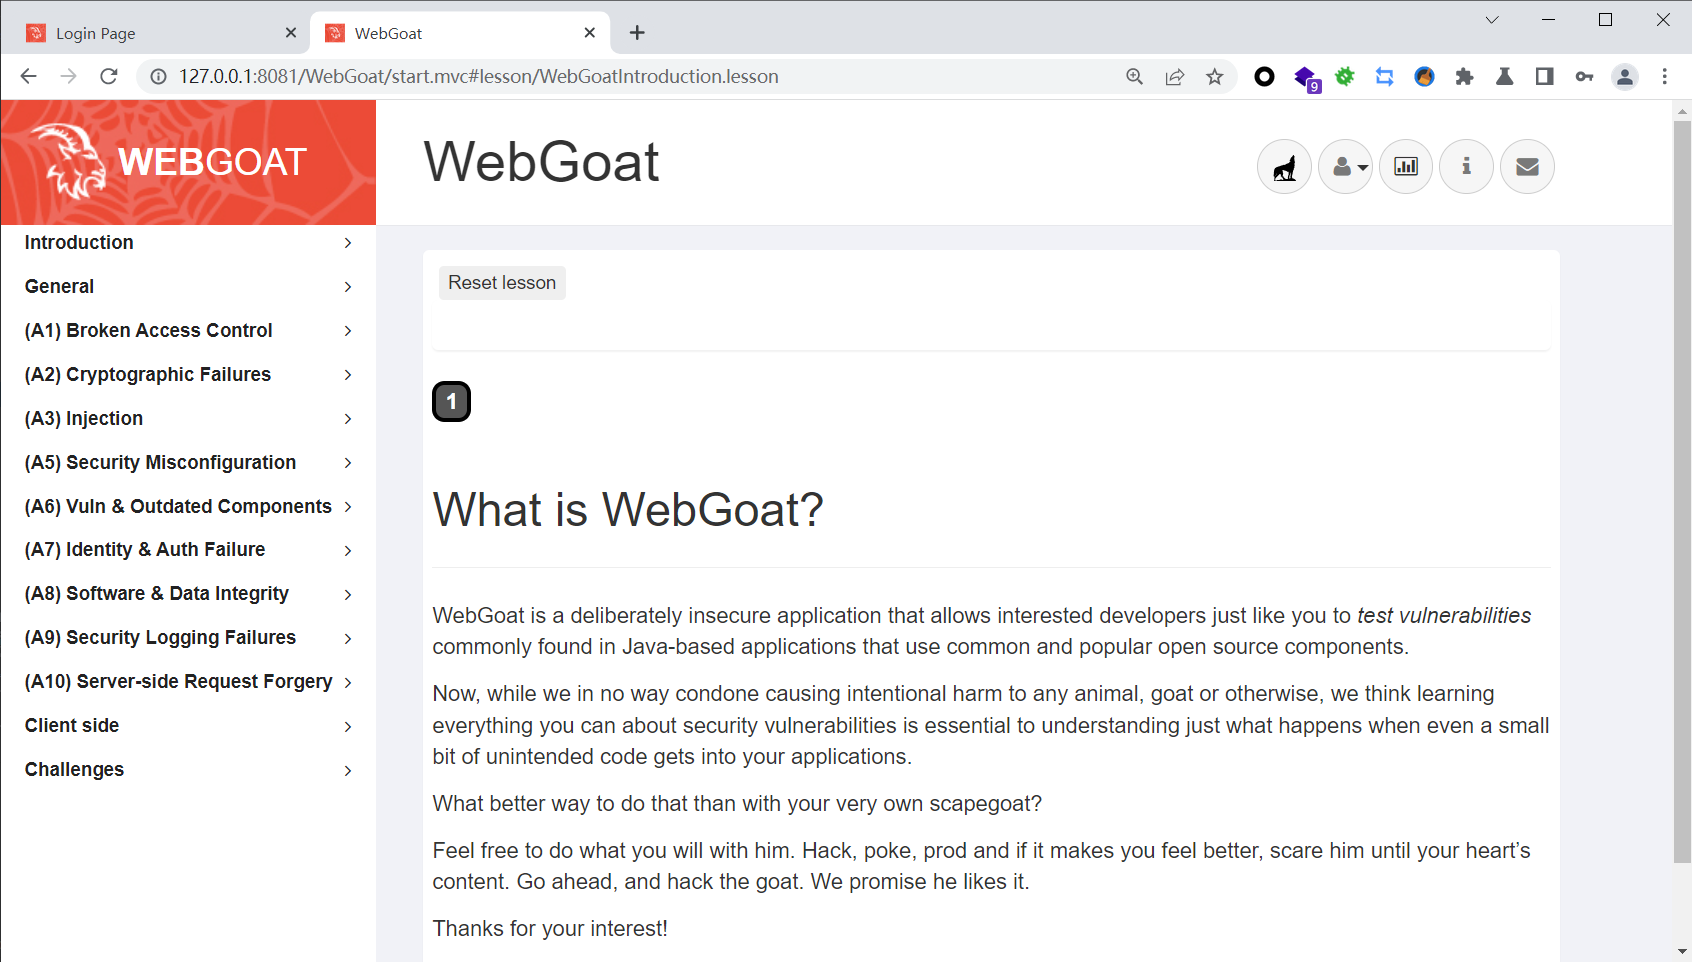 Login Page
WebGoat
127.0.0.1:8081/WebGoat/start.mvc#lesson/WebGoatIntroduction.lesson
9
WEBGOAT
WebGoat
Introduction
General
(A1) Broken Access Control
(A2) Cryptographic Failures
(A3) Injection
(A5) Security Misconfiguration
(A6) Vuln & Outdated Components
(A7) Identity & Auth Failure
(A8) Software & Data Integrity
(A9) Security Logging Failures
(A10) Server-side Request Forgery
Client side
Challenges
Reset lesson
1
What is WebGoat?
WebGoat is a deliberately insecure application that allows interested developers just like you to test vulnerabilities
commonly found in Java-based applications that use common and popular open source components.
Now, while we in no way condone causing intentional harm to any animal, goat or otherwise, we think learning
everything you can about security vulnerabilities is essential to understanding just what happens when even a small
bit of unintended code gets into your applications.
What better way to do that than with your very own scapegoat?
Feel free to do what you will with him. Hack, poke, prod and if it makes you feel better, scare him until your heart’s
content. Go ahead, and hack the goat. We promise he likes it.
Thanks for your interest!